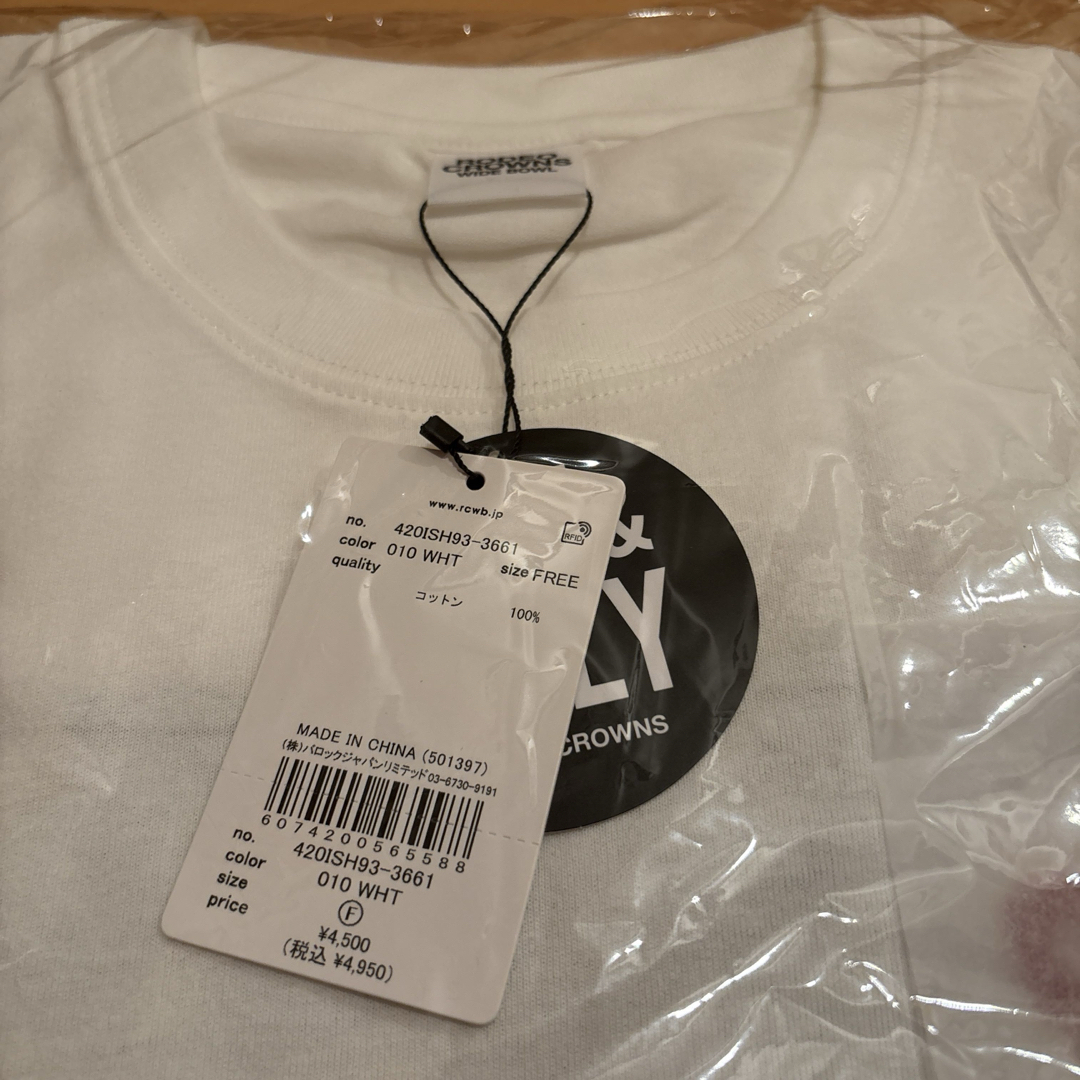 RODEO
CROWNS
WIDE BOWL
www.rcwb.jp
RFID
no. 420ISH93-3661
color 010 WHT size FREE
quality
コットン 100%
MADE IN CHINA (501397)
(株)バロックジャパンリミテッド03-6730-9191
6074200565588
no. 420ISH93-3661
color 010 WHT
size F
price ¥4,500
(税込 ¥4,950)
&
LY
CROWNS